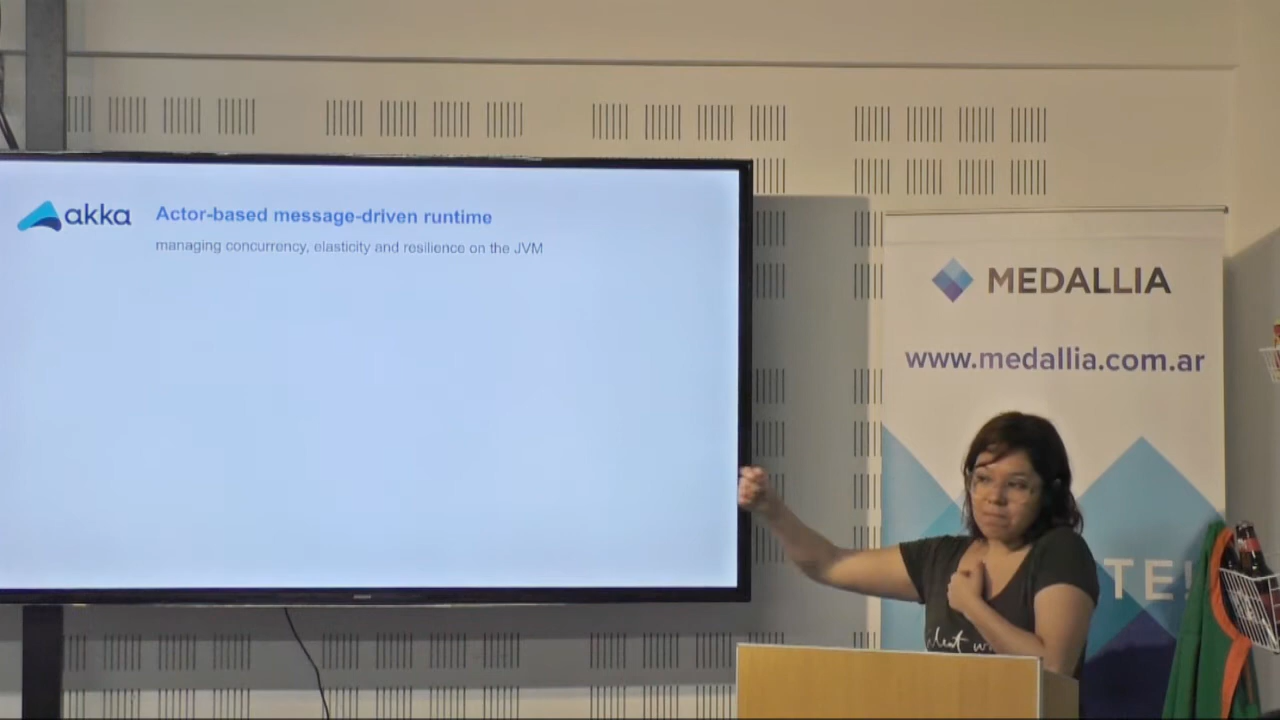 akka
Actor-based message-driven runtime
managing concurrency, elasticity and resilience on the JVM
MEDALLIA
www.medallia.com.ar
TE!